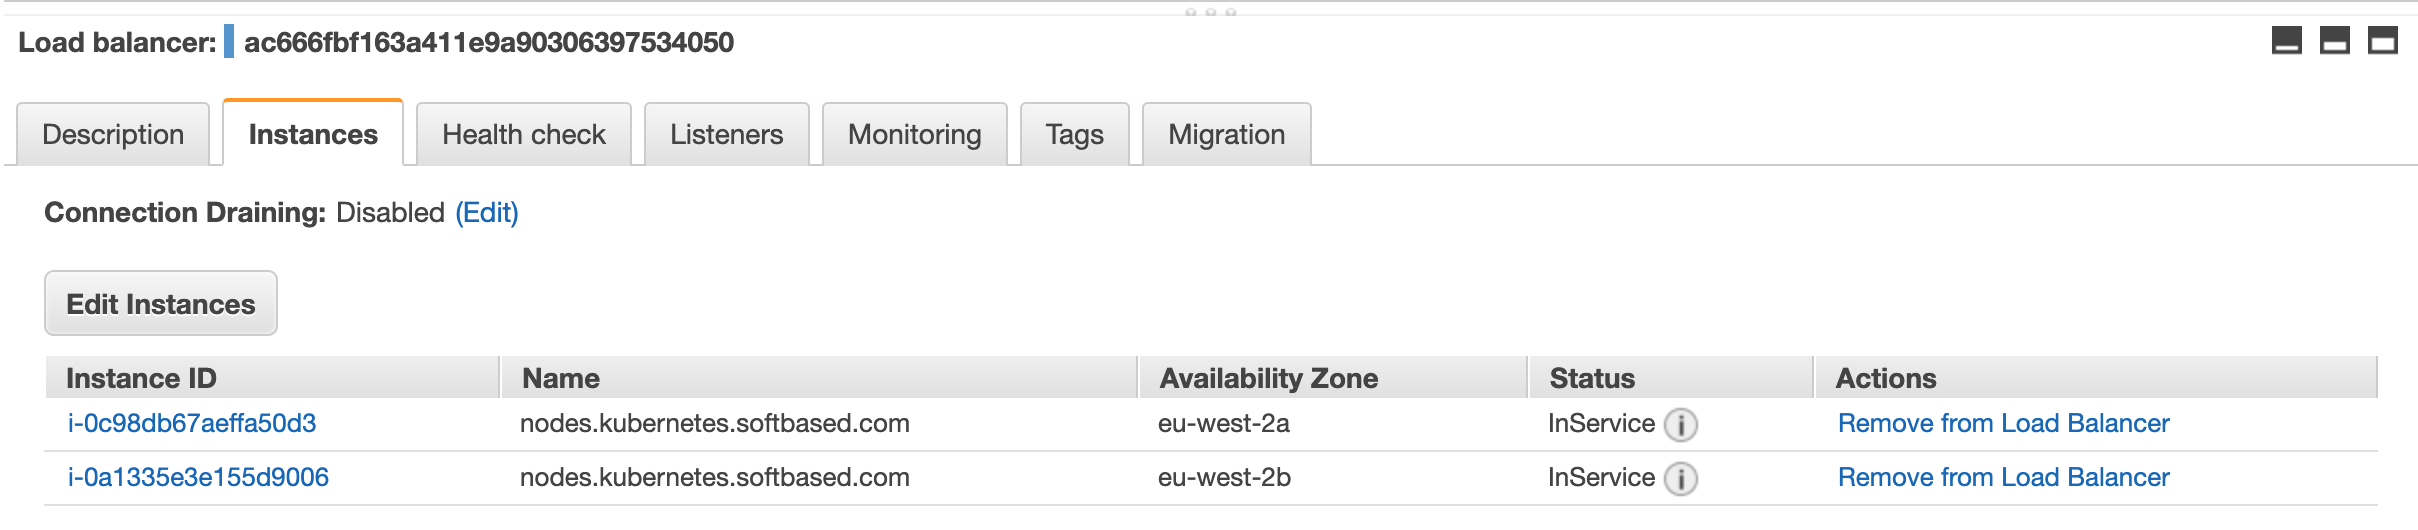 Load balancer: ac666fbf163a411e9a90306397534050
Description Instances Health check Listeners Monitoring Tags Migration
Connection Draining: Disabled (Edit)
Edit Instances
Instance ID Name Availability Zone Status Actions
i-0c98db67aeffa50d3 nodes.kubernetes.softbased.com eu-west-2a InService i Remove from Load Balancer
i-0a1335e3e155d9006 nodes.kubernetes.softbased.com eu-west-2b InService i Remove from Load Balancer